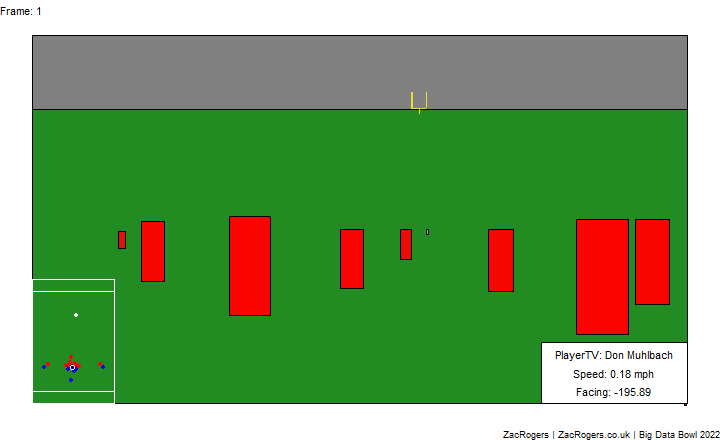 Frame: 1
PlayerTV: Don Muhlbach
Speed: 0.18 mph
Facing: -195.89
ZacRogers | ZacRogers.co.uk | Big Data Bowl 2022